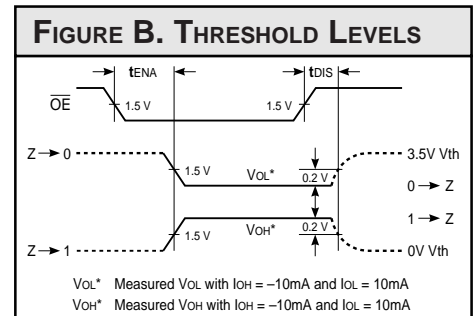 FIGURE B. THRESHOLD LEVELS
tENA tDIS
OE 1.5 V 1.5 V
Z 0 3.5V Vth
1.5 V VOL* 0.2 V
0 Z
1 Z
1.5 V VOH* 0.2 V
Z 1 0V Vth
VOL* Measured VOL with IOH = –10mA and IOL = 10mA
VOH* Measured VOH with IOH = –10mA and IOL = 10mA